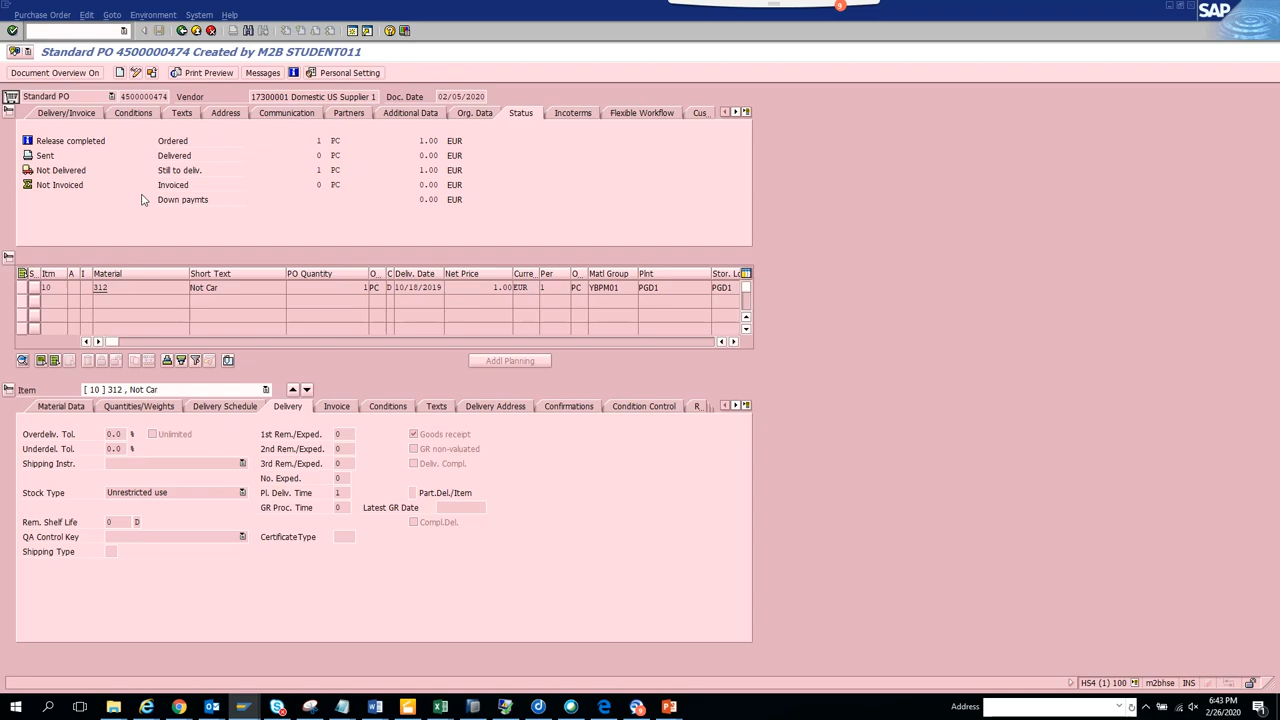 Purchase Order Edit Goto Environment System Help
SAP
Standard PO 4500000474 Created by M2B STUDENT011
Document Overview On Print Preview Messages Personal Setting
Standard PO 4500000474 Vendor 17300001 Domestic US Supplier 1 Doc. Date 02/05/2020
Delivery/Invoice Conditions Texts Address Communication Partners Additional Data Org. Data Status Incoterms Flexible Workflow Cus...
Release completed Ordered 1 PC 1.00 EUR
Sent Delivered 0 PC 0.00 EUR
Not Delivered Still to deliv. 1 PC 1.00 EUR
Not Invoiced Invoiced 0 PC 0.00 EUR
Down paymts 0.00 EUR
S... Itm A I Material Short Text PO Quantity O... C Deliv. Date Net Price Curre... Per O... Matl Group Plnt Stor. Lo
10 312 Not Car 1 PC D 10/18/2019 1.00 EUR 1 PC YBPM01 PGD1 PGD1
Addl Planning
Item [ 10 ] 312 , Not Car
Material Data Quantities/Weights Delivery Schedule Delivery Invoice Conditions Texts Delivery Address Confirmations Condition Control R...
Overdeliv. Tol. 0.0 % Unlimited 1st Rem./Exped. 0 Goods receipt
Underdel. Tol. 0.0 % 2nd Rem./Exped. 0 GR non-valuated
Shipping Instr. 3rd Rem./Exped. 0 Deliv. Compl.
No. Exped. 0
Stock Type Unrestricted use Pl. Deliv. Time 1 Part.Del./Item
GR Proc. Time 0 Latest GR Date
Rem. Shelf Life 0 D Compl.Del.
QA Control Key CertificateType
Shipping Type
HS4 (1) 100 m2bhse INS
Address 6:43 PM
2/26/2020